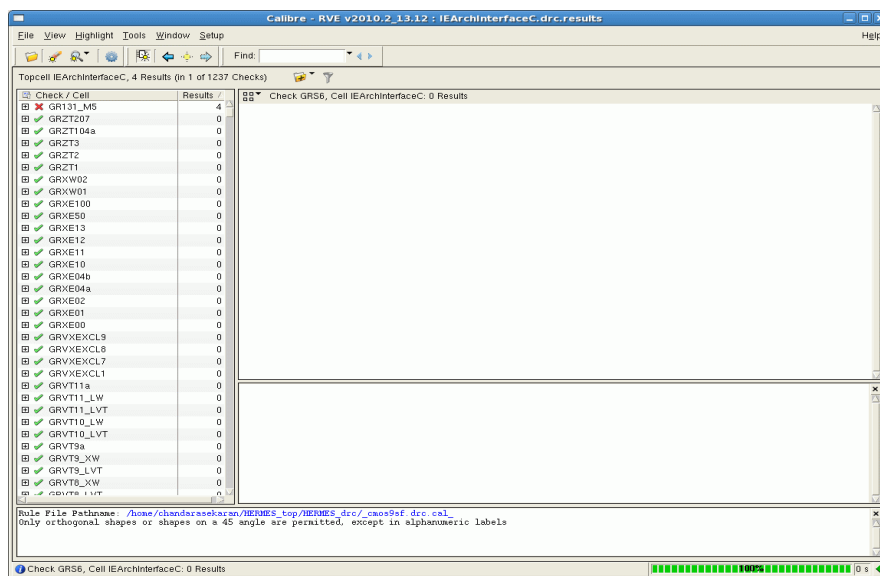 Calibre - RVE v2010.2_13.12 : IEArchInterfaceC.drc.results
File View Highlight Tools Window Setup Help
Find:
Topcell IEArchInterfaceC, 4 Results (in 1 of 1237 Checks)
Check / Cell Results
Check GRS6, Cell IEArchInterfaceC: 0 Results
GR131_M5 4
GRZT207 0
GRZT104a 0
GRZT3 0
GRZT2 0
GRZT1 0
GRXW02 0
GRXW01 0
GRXE100 0
GRXE50 0
GRXE13 0
GRXE12 0
GRXE11 0
GRXE10 0
GRXE04b 0
GRXE04a 0
GRXE02 0
GRXE01 0
GRXE00 0
GRVXEXCL9 0
GRVXEXCL8 0
GRVXEXCL7 0
GRVXEXCL1 0
GRVT11a 0
GRVT11_LW 0
GRVT11_LVT 0
GRVT10_LW 0
GRVT10_LVT 0
GRVT9a 0
GRVT9_XW 0
GRVT9_LVT 0
GRVT8_XW 0
GRVT8_LVT 0
Rule File Pathname: /home/chandarasekaran/HERMES_top/HERMES_drc/_cmos9sf.drc.cal_
Only orthogonal shapes or shapes on a 45 angle are permitted, except in alphanumeric labels
Check GRS6, Cell IEArchInterfaceC: 0 Results
100%
0 s